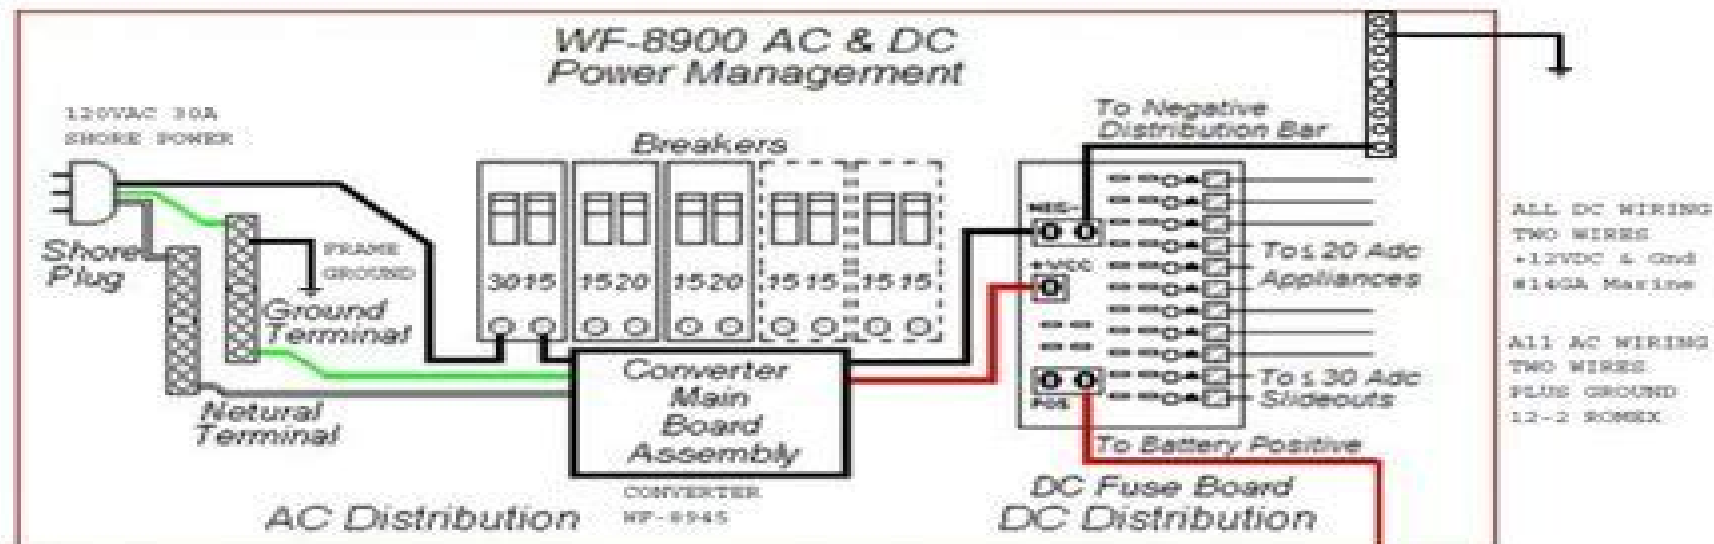 WF-8900 AC & DC
Power Management
120VAC 30A
SHORE POWER
Breakers
To Negative
Distribution Bar
Shore
Plug
FRAME
GROUND
Ground
Terminal
Netural
Terminal
3015
1520
1520
1515
1515
NEG-
+VCC
POS
To ≤ 20 Adc
Appliances
To ≤ 30 Adc
Slideouts
To Battery Positive
Converter
Main
Board
Assembly
CONVERTER
WF-8945
AC Distribution
DC Fuse Board
DC Distribution
ALL DC WIRING
TWO WIRES
+12VDC & Gnd
#14GA Marine
All AC WIRING
TWO WIRES
PLUS GROUND
12-2 ROMEX